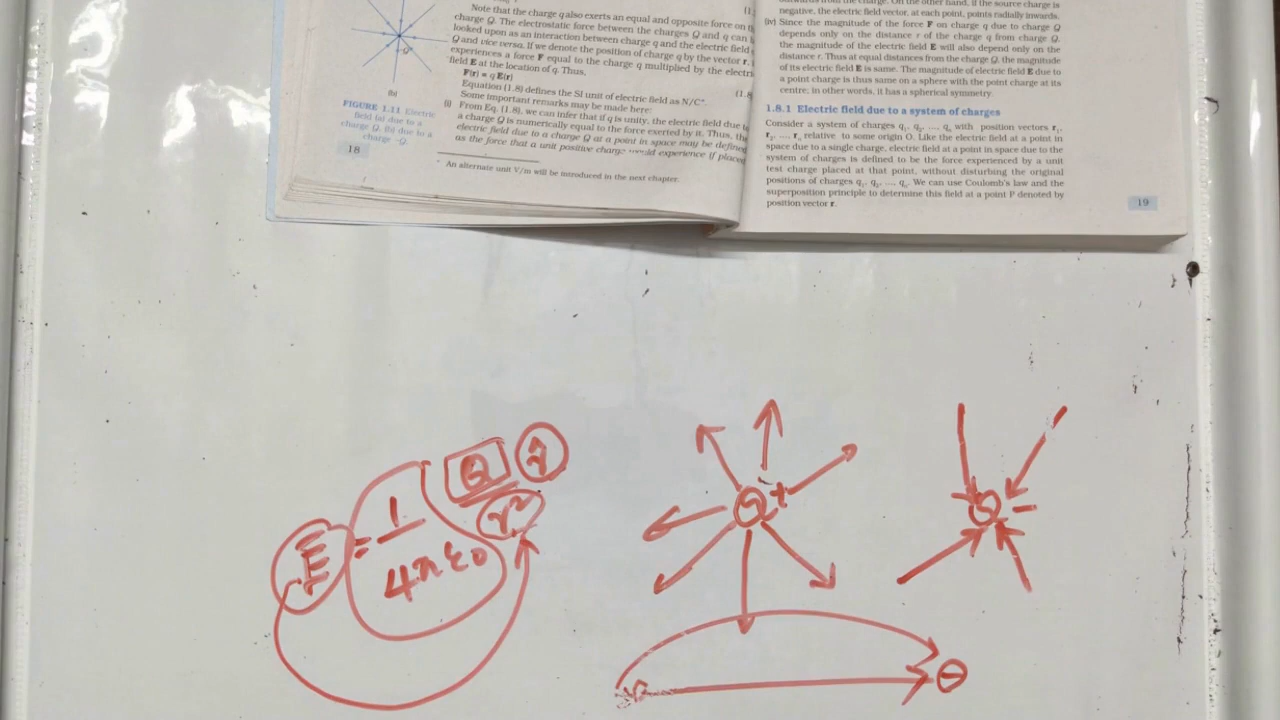 Note that the charge q also exerts an equal and opposite force on
charge Q. The electrostatic force between the charges Q and q can
looked upon as an interaction between charge q and the electric field
Q and vice versa. If we denote the position of charge q by the vector r,
experiences a force F equal to the charge q multiplied by the electri
field E at the location of q. Thus,
F(r) = q E(r) (1.8
Equation (1.8) defines the SI unit of electric field as N/C*.
Some important remarks may be made here:
(i) From Eq. (1.8), we can infer that if q is unity, the electric field due
a charge Q is numerically equal to the force exerted by it. Thus, the
electric field due to a charge Q at a point in space may be defined
as the force that a unit positive charge would experience if placed
* An alternate unit V/m will be introduced in the next chapter.
(b)
FIGURE 1.11 Electric
field (a) due to a
charge Q, (b) due to a
charge -Q.
18
the source charge is
negative, the electric field vector, at each point, points radially inwards.
(iv) Since the magnitude of the force F on charge q due to charge Q
depends only on the distance r of the charge q from charge Q,
the magnitude of the electric field E will also depend only on the
distance r. Thus at equal distances from the charge Q, the magnitude
of its electric field E is same. The magnitude of electric field E due to
a point charge is thus same on a sphere with the point charge at its
centre; in other words, it has a spherical symmetry.
1.8.1 Electric field due to a system of charges
Consider a system of charges q₁, q₂, ..., qₙ with position vectors r₁,
r₂, ..., rₙ relative to some origin O. Like the electric field at a point in
space due to a single charge, electric field at a point in space due to the
system of charges is defined to be the force experienced by a unit
test charge placed at that point, without disturbing the original
positions of charges q₁, q₂, ..., qₙ. We can use Coulomb's law and the
superposition principle to determine this field at a point P denoted by
position vector r.
19
E = 1/4πε₀ Q/r² r̂
Q +
Q -